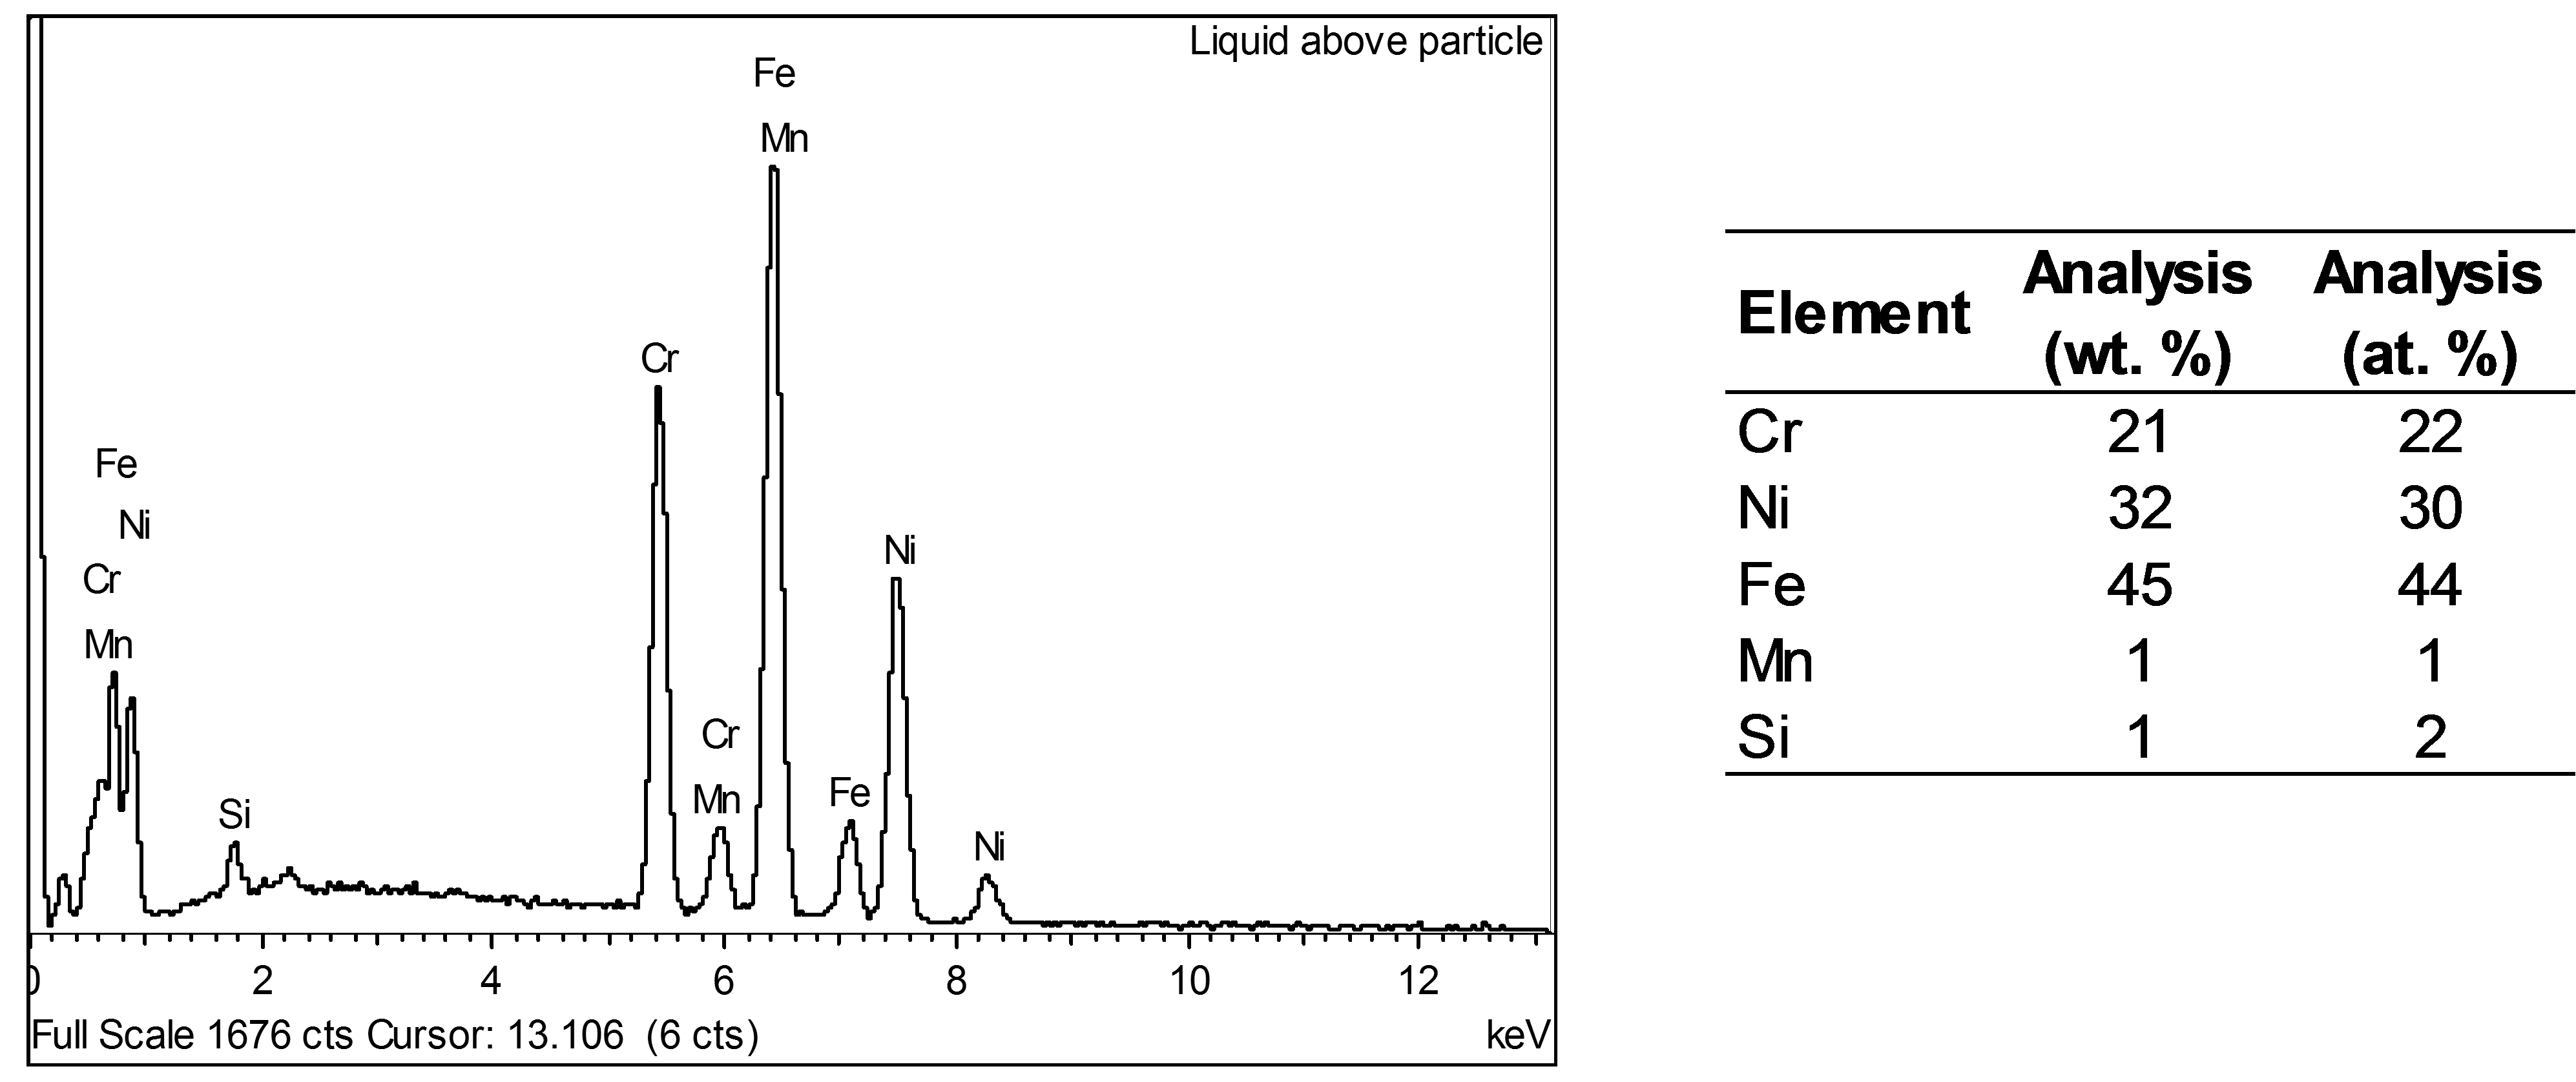 Liquid above particle
Fe
Mn
Cr
Fe
Ni
Ni
Cr
Mn
Cr
Mn
Fe
Si
Ni
0 2 4 6 8 10 12
Full Scale 1676 cts Cursor: 13.106 (6 cts) keV
Element Analysis (wt. %) Analysis (at. %)
Cr 21 22
Ni 32 30
Fe 45 44
Mn 1 1
Si 1 2